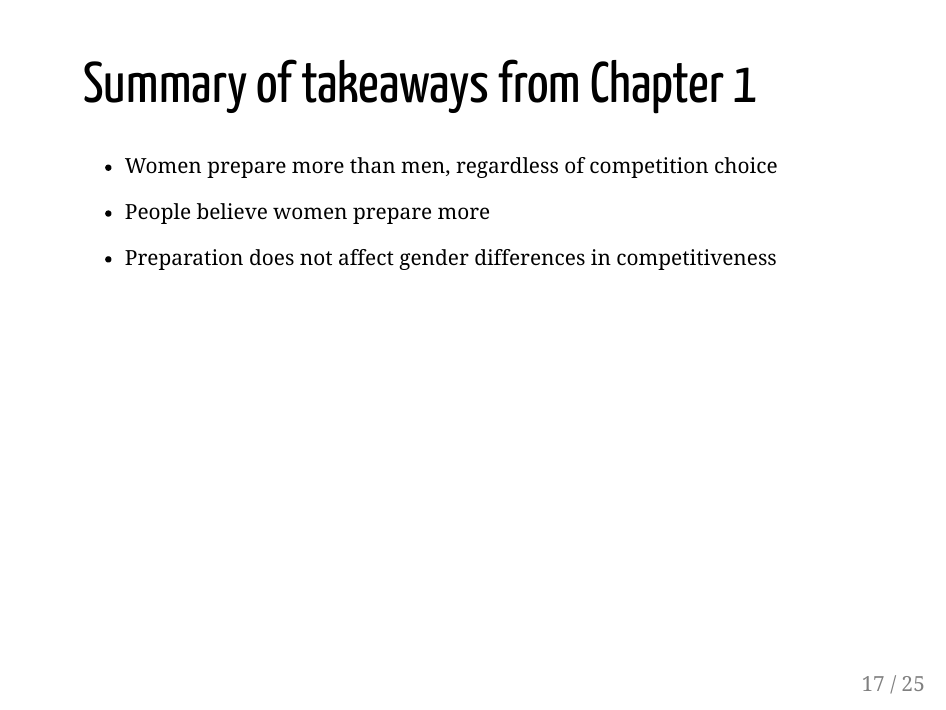 Summary of takeaways from Chapter 1
• Women prepare more than men, regardless of competition choice
• People believe women prepare more
• Preparation does not affect gender differences in competitiveness
17 / 25